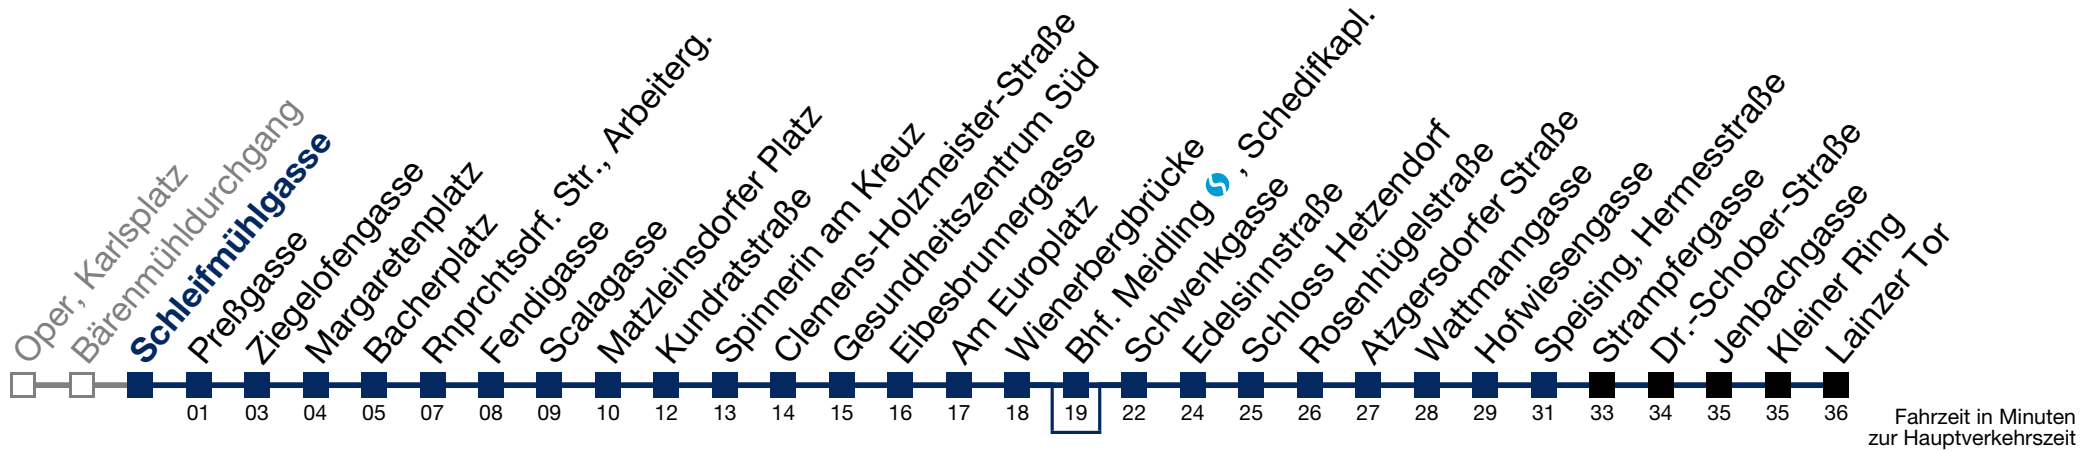 Oper, Karlsplatz
Bärenmühldurchgang
Schleifmühlgasse
Preßgasse
Ziegelofengasse
Margaretenplatz
Bacherplatz
Rnprchtsdrf. Str., Arbeiterg.
Fendigasse
Scalagasse
Matzleinsdorfer Platz
Kundratstraße
Spinnerin am Kreuz
Clemens-Holzmeister-Straße
Gesundheitszentrum Süd
Eibesbrunnergasse
Am Europlatz
Wienerbergbrücke
Bhf. Meidling , Schedifkapl.
Schwenkgasse
Edelsinnstraße
Schloss Hetzendorf
Rosenhügelstraße
Atzgersdorfer Straße
Wattmanngasse
Hofwiesengasse
Speising, Hermesstraße
Strampfergasse
Dr.-Schober-Straße
Jenbachgasse
Kleiner Ring
Lainzer Tor
01 03 04 05 07 08 09 10 12 13 14 15 16 17 18 19 22 24 25 26 27 28 29 31 33 34 35 35 36
Fahrzeit in Minuten
zur Hauptverkehrszeit